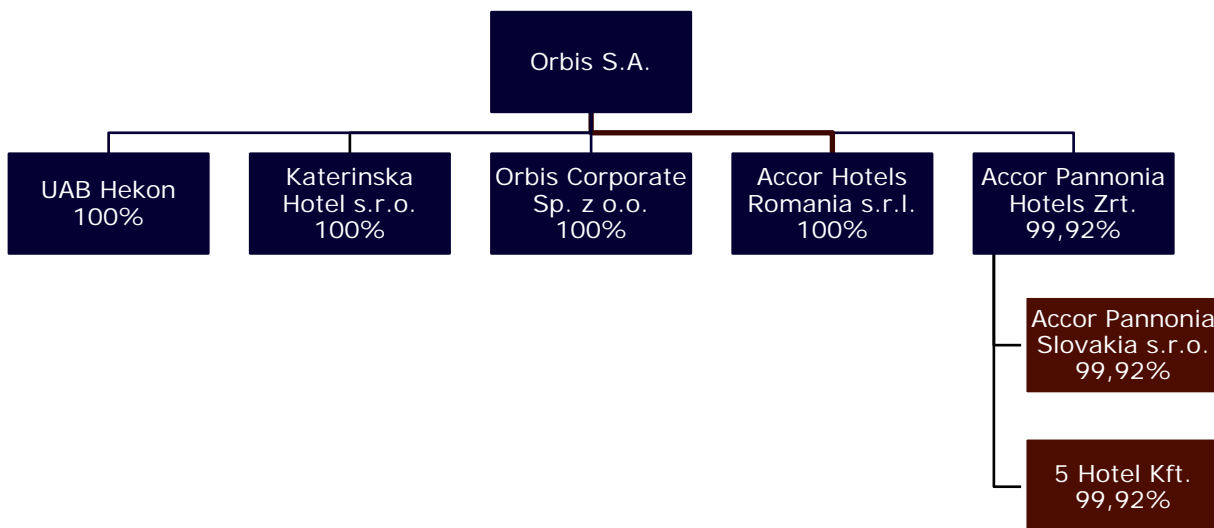 Orbis S.A.
UAB Hekon
100%
Katerinska
Hotel s.r.o.
100%
Orbis Corporate
Sp. z o.o.
100%
Accor Hotels
Romania s.r.l.
100%
Accor Pannonia
Hotels Zrt.
99,92%
Accor Pannonia
Slovakia s.r.o.
99,92%
5 Hotel Kft.
99,92%